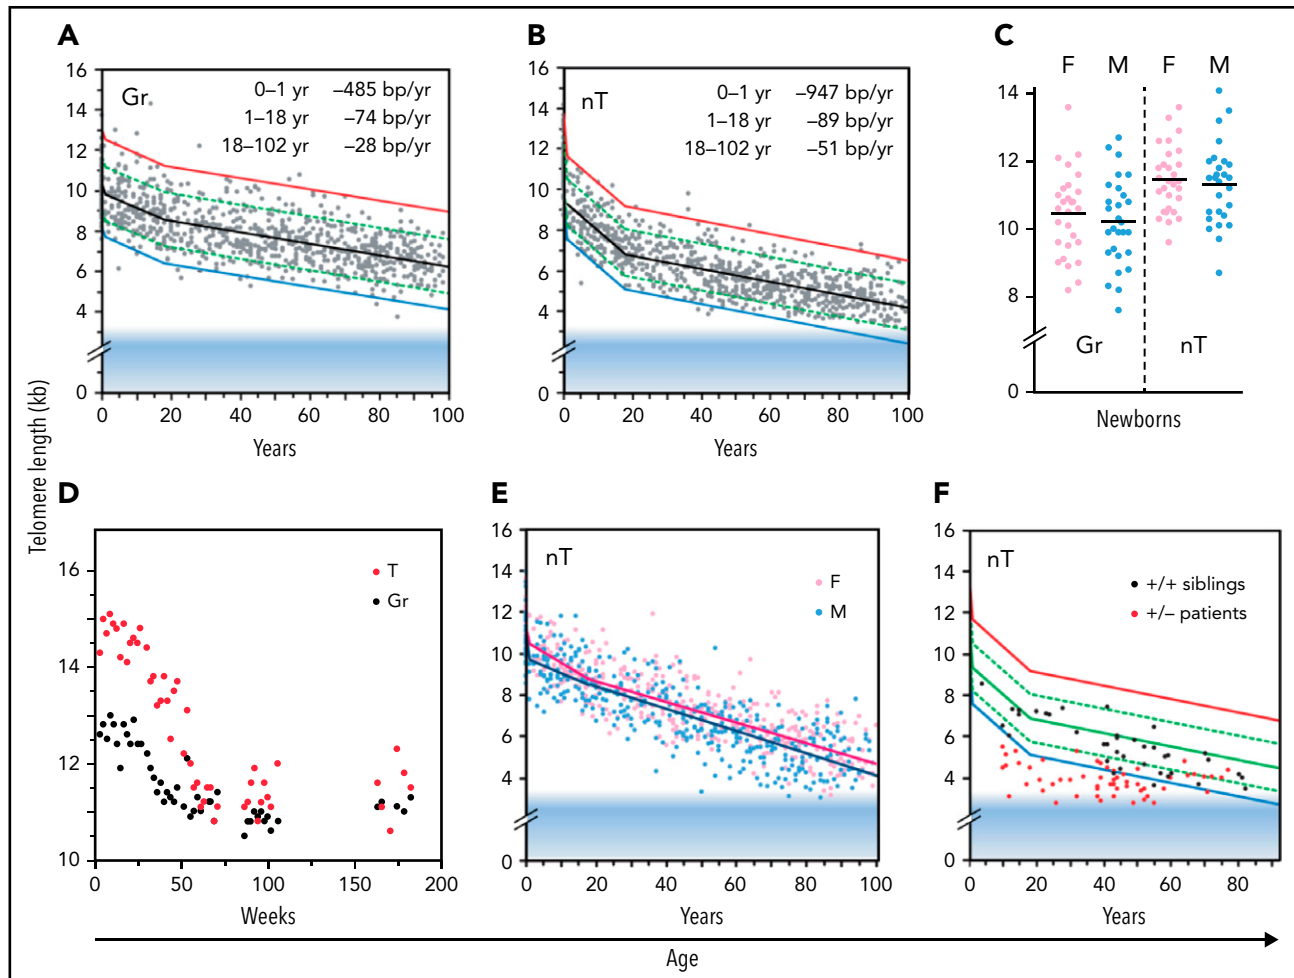 A
16
14
12
10
8
6
4
0
Gr
0–1 yr –485 bp/yr
1–18 yr –74 bp/yr
18–102 yr –28 bp/yr
0 20 40 60 80 100
Years
B
16
14
12
10
8
6
4
0
nT
0–1 yr –947 bp/yr
1–18 yr –89 bp/yr
18–102 yr –51 bp/yr
0 20 40 60 80 100
Years
C
F M F M
14
12
10
8
0
Gr nT
Newborns
Telomere length (kb)
D
16
14
12
10
T
Gr
0 50 100 150 200
Weeks
E
16
14
12
10
8
6
4
0
nT
F
M
0 20 40 60 80 100
Years
F
16
14
12
10
8
6
4
0
nT
+/+ siblings
+/– patients
0 20 40 60 80
Years
Age